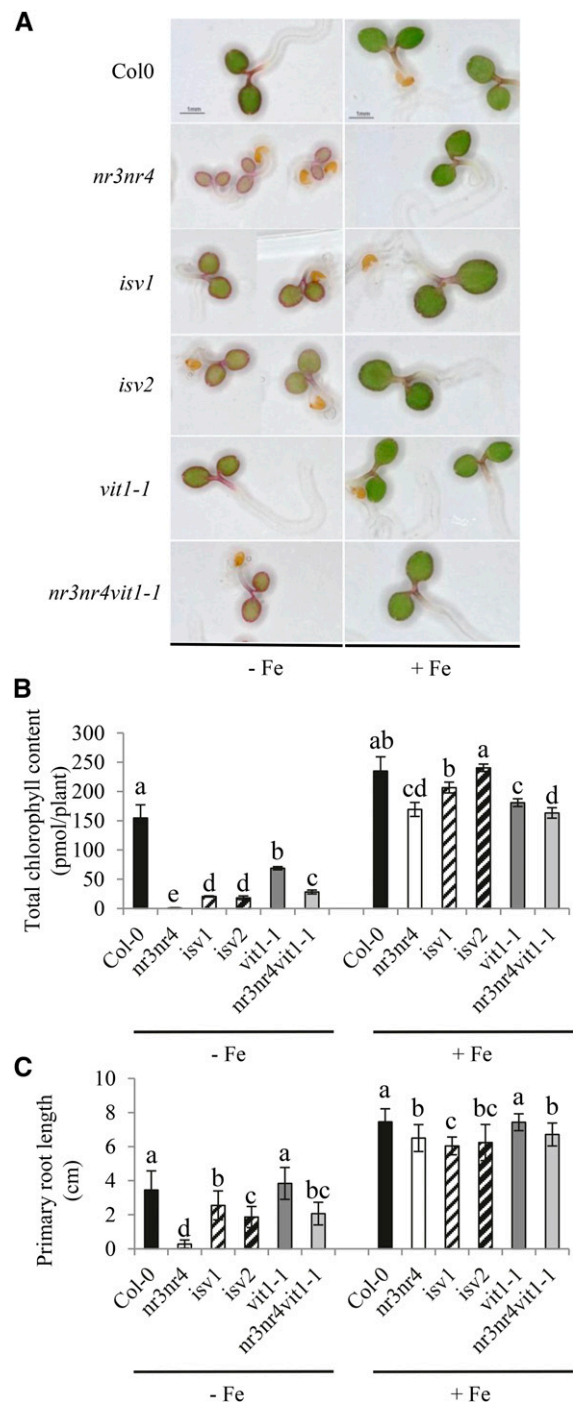 A
Col0
1mm
1mm
nr3nr4
isv1
isv2
vit1-1
nr3nr4vit1-1
- Fe
+ Fe
B
Total chlorophyll content
(pmol/plant)
300
250
200
150
100
50
0
a
e
d
d
b
c
ab
cd
b
a
c
d
Col-0
nr3nr4
isv1
isv2
vit1-1
nr3nr4vit1-1
Col-0
nr3nr4
isv1
isv2
vit1-1
nr3nr4vit1-1
- Fe
+ Fe
C
Primary root length
(cm)
10
8
6
4
2
0
a
d
b
c
a
bc
a
b
c
bc
a
b
Col-0
nr3nr4
isv1
isv2
vit1-1
nr3nr4vit1-1
Col-0
nr3nr4
isv1
isv2
vit1-1
nr3nr4vit1-1
- Fe
+ Fe